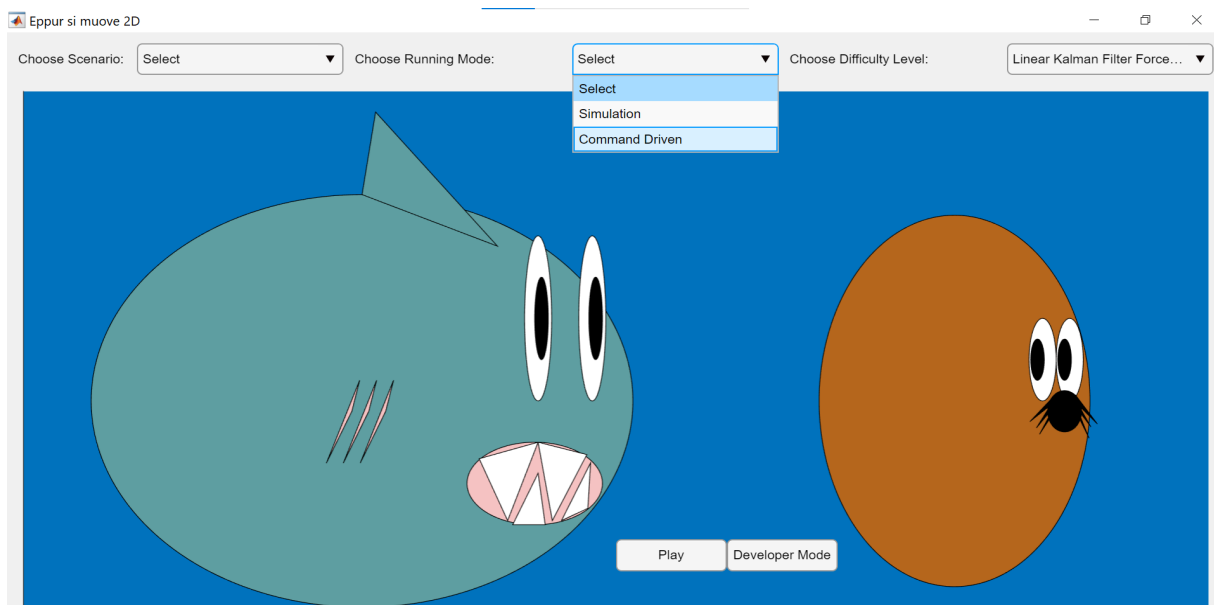 Eppur si muove 2D
Choose Scenario: Select Choose Running Mode: Select Choose Difficulty Level: Linear Kalman Filter Force...
Select
Simulation
Command Driven
Play Developer Mode